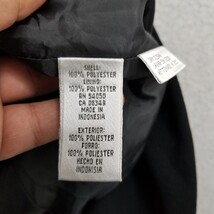 SHELL:
100% POLYESTER
LINING:
100% POLYESTER
RN 54050
CA 09349
MADE IN
INDONESIA
EXTERIOR:
100% POLYESTER
FORRO:
100% POLYESTER
HECHO EN
INDONESIA